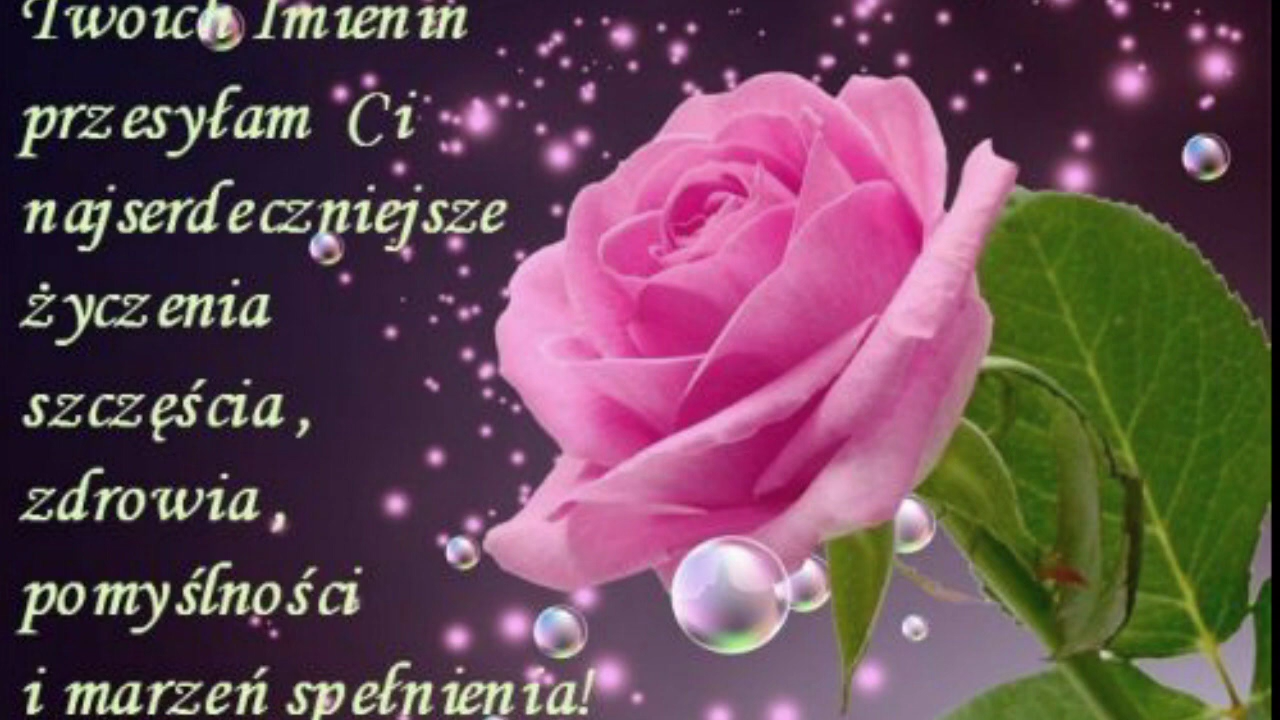 Twoich Imienin
przesyłam Ci
najserdeczniejsze
życzenia
szczęścia,
zdrowia,
pomyślności
i marzeń spełnienia!